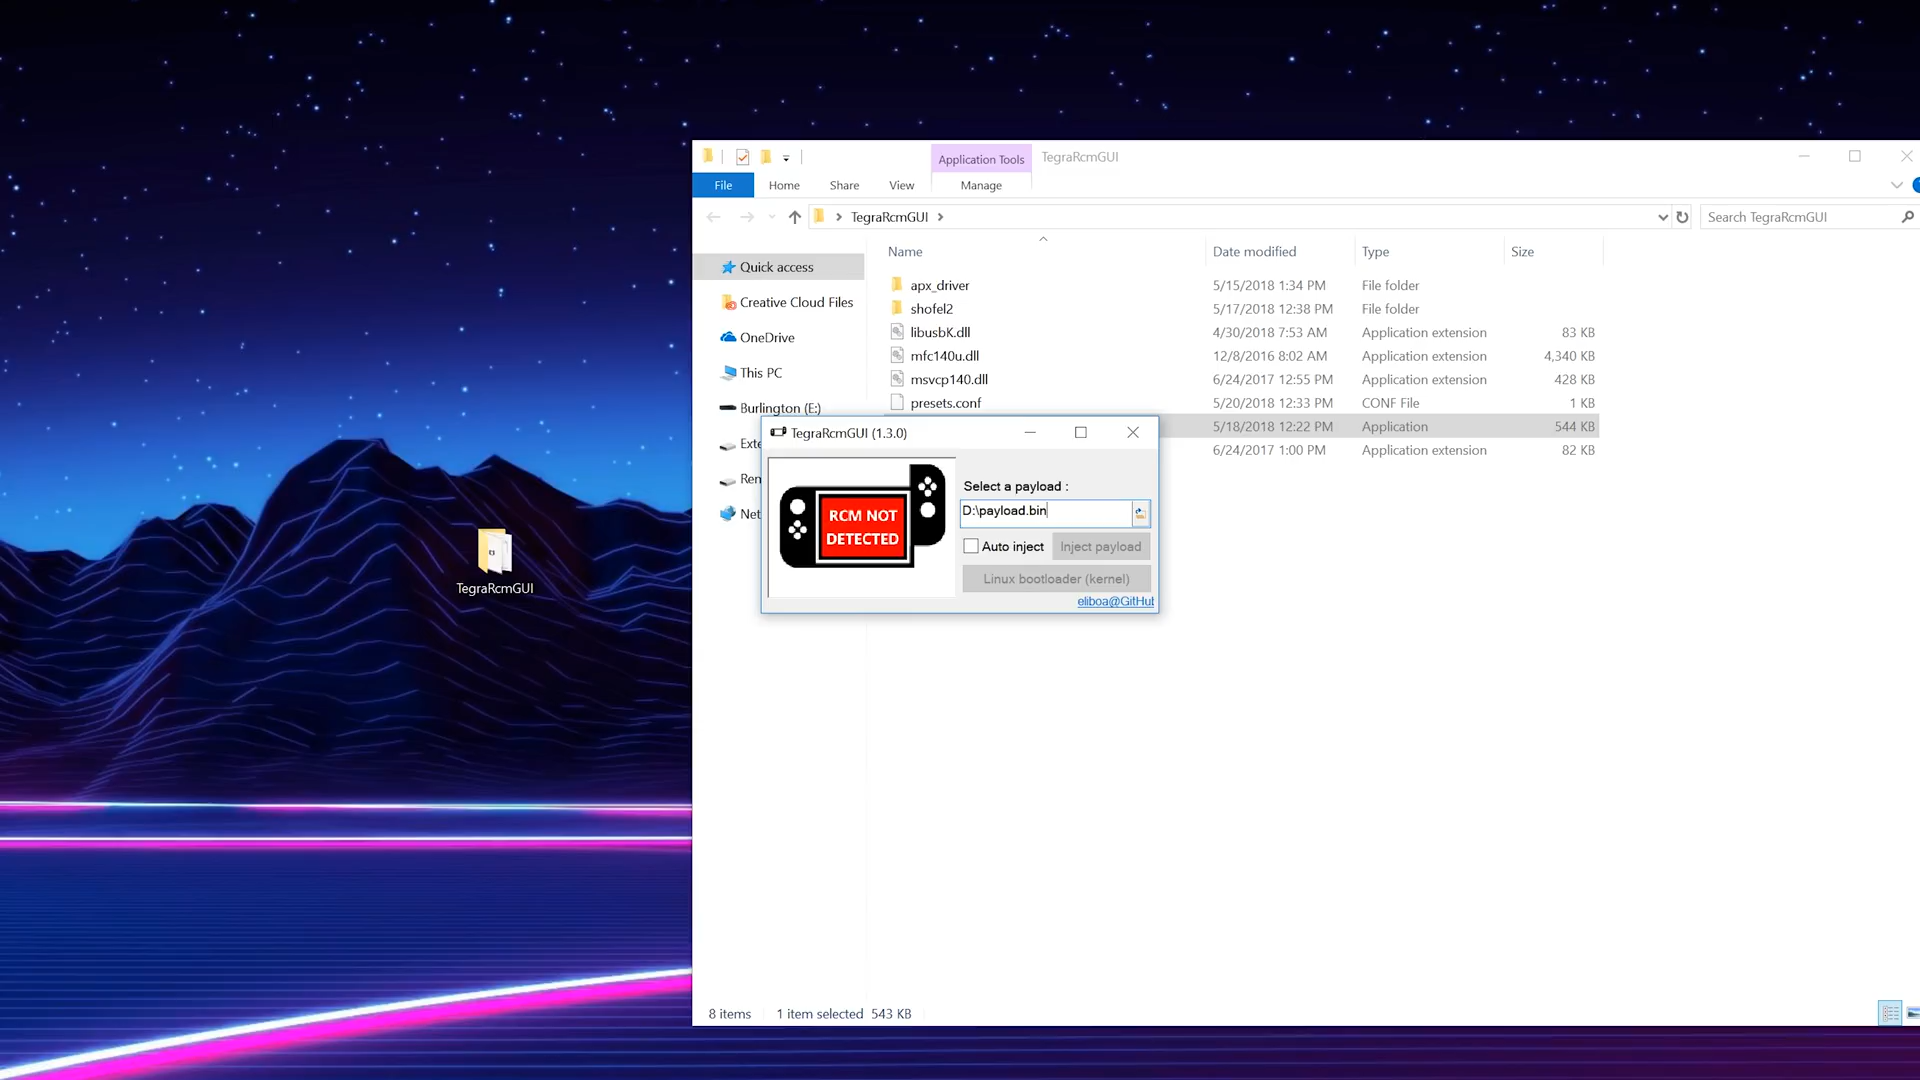 Application Tools
TegraRcmGUI
File
Home
Share
View
Manage
TegraRcmGUI
Search TegraRcmGUI
Name
Date modified
Type
Size
Quick access
Creative Cloud Files
OneDrive
This PC
Burlington (E:)
Exte
Rem
Net
apx_driver 5/15/2018 1:34 PM File folder
shofel2 5/17/2018 12:38 PM File folder
libusbK.dll 4/30/2018 7:53 AM Application extension 83 KB
mfc140u.dll 12/8/2016 8:02 AM Application extension 4,340 KB
msvcp140.dll 6/24/2017 12:55 PM Application extension 428 KB
presets.conf 5/20/2018 12:33 PM CONF File 1 KB
5/18/2018 12:22 PM Application 544 KB
6/24/2017 1:00 PM Application extension 82 KB
TegraRcmGUI (1.3.0)
RCM NOT
DETECTED
Select a payload :
D:\payload.bin
Auto inject
Inject payload
Linux bootloader (kernel)
eliboa@GitHu
TegraRcmGUI
8 items
1 item selected 543 KB